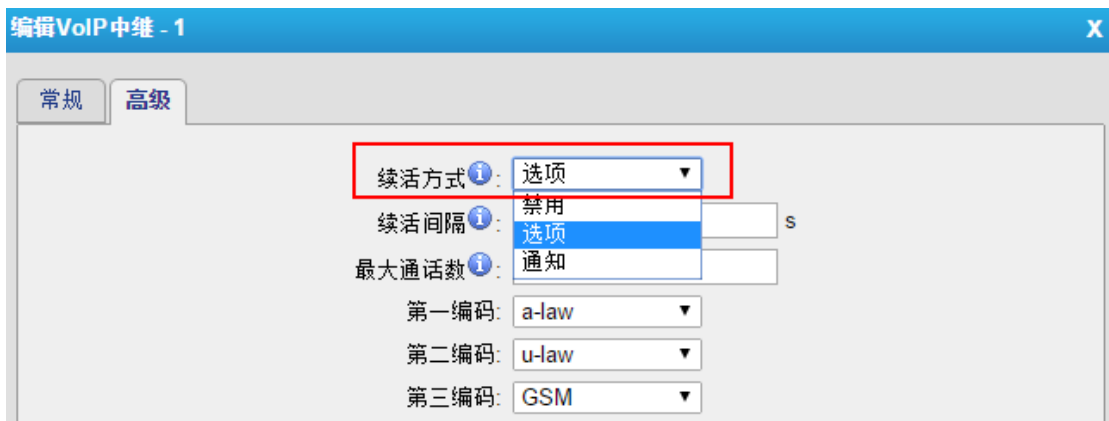 编辑VoIP中继 - 1 X
常规 高级
续活方式 : 选项
禁用
续活间隔 : 选项 s
最大通话数 : 通知
第一编码: a-law
第二编码: u-law
第三编码: GSM